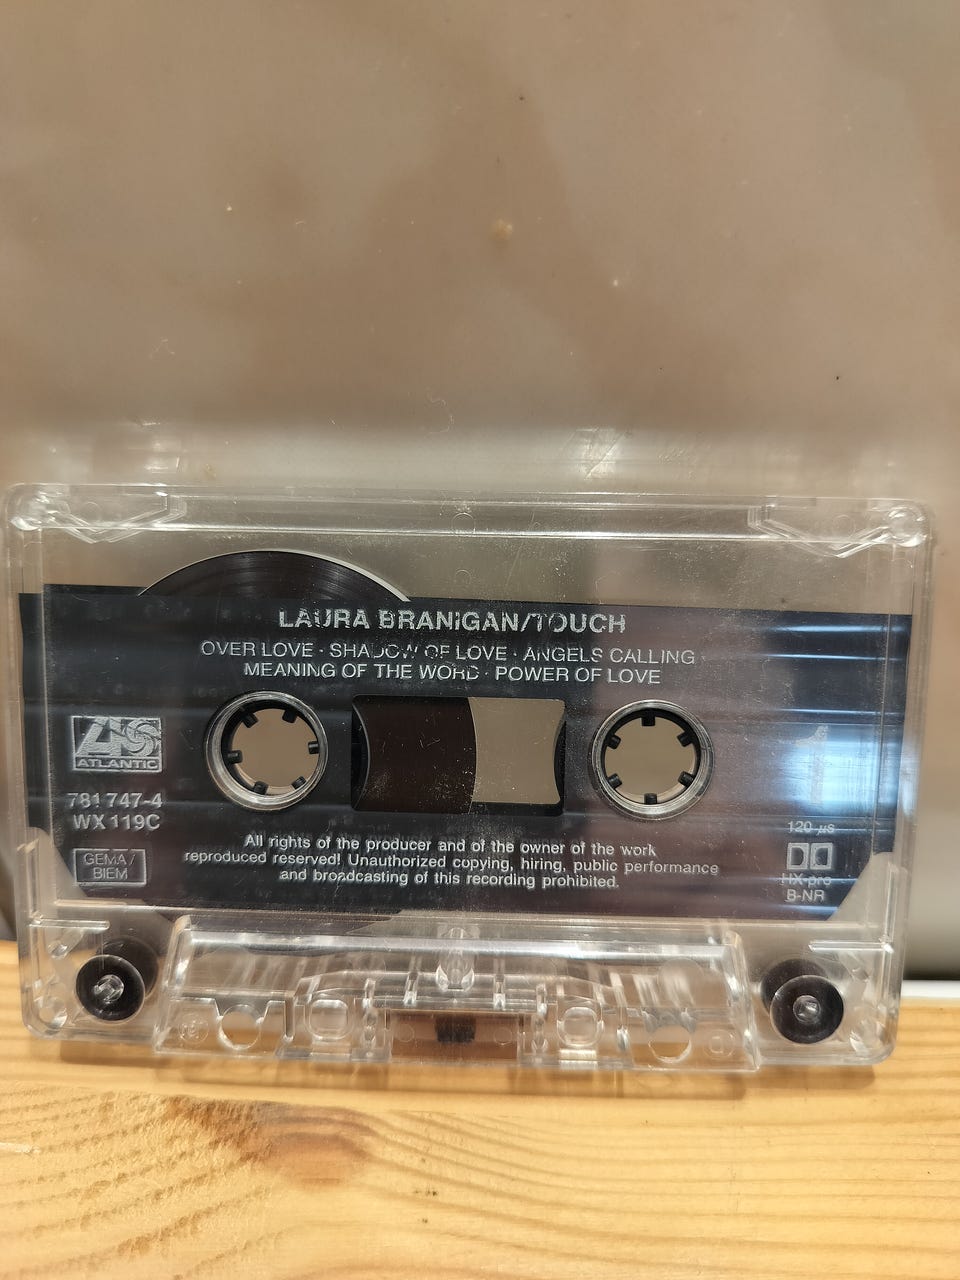 LAURA BRANIGAN/TOUCH
OVER LOVE · SHADOW OF LOVE · ANGELS CALLING
MEANING OF THE WORD · POWER OF LOVE
ATLANTIC
781 747-4
WX 119C
GEMA/
BIEM
All rights of the producer and of the owner of the work
reproduced reserved! Unauthorized copying, hiring, public performance
and broadcasting of this recording prohibited.
1
120 µs
HX-pro
B-NR